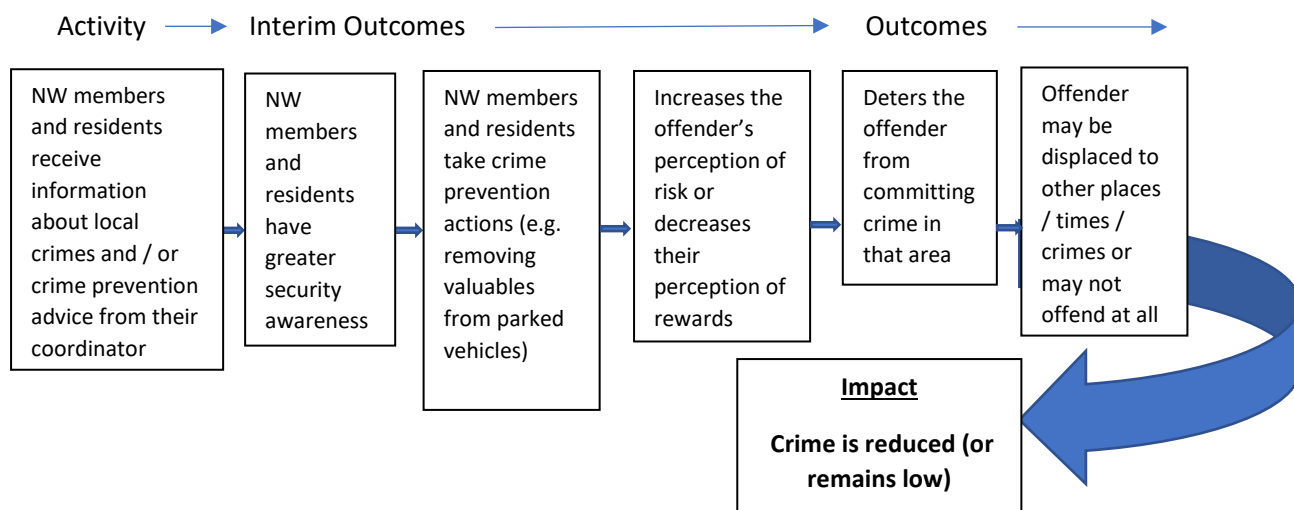 Activity
Interim Outcomes
Outcomes
NW members
and residents
receive
information
about local
crimes and / or
crime prevention
advice from their
coordinator
NW
members
and
residents
have
greater
security
awareness
NW members
and residents
take crime
prevention
actions (e.g.
removing
valuables
from parked
vehicles)
Increases the
offender’s
perception of
risk or
decreases
their
perception of
rewards
Deters the
offender
from
committing
crime in
that area
Offender
may be
displaced to
other places
/ times /
crimes or
may not
offend at all
Impact
Crime is reduced (or
remains low)